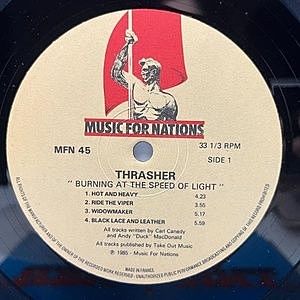 MUSIC FOR NATIONS
MFN 45
33 1/3 RPM
SIDE 1
THRASHER
" BURNING AT THE SPEED OF LIGHT "
1. HOT AND HEAVY 4.23
2. RIDE THE VIPER 3.55
3. WIDOWMAKER 5.17
4. BLACK LACE AND LEATHER 5.59
All tracks written by Carl Canedy
and Andy "Duck" MacDonald
All tracks published by Take Out Music
℗ 1985 - Music For Nations
MADE IN FRANCE